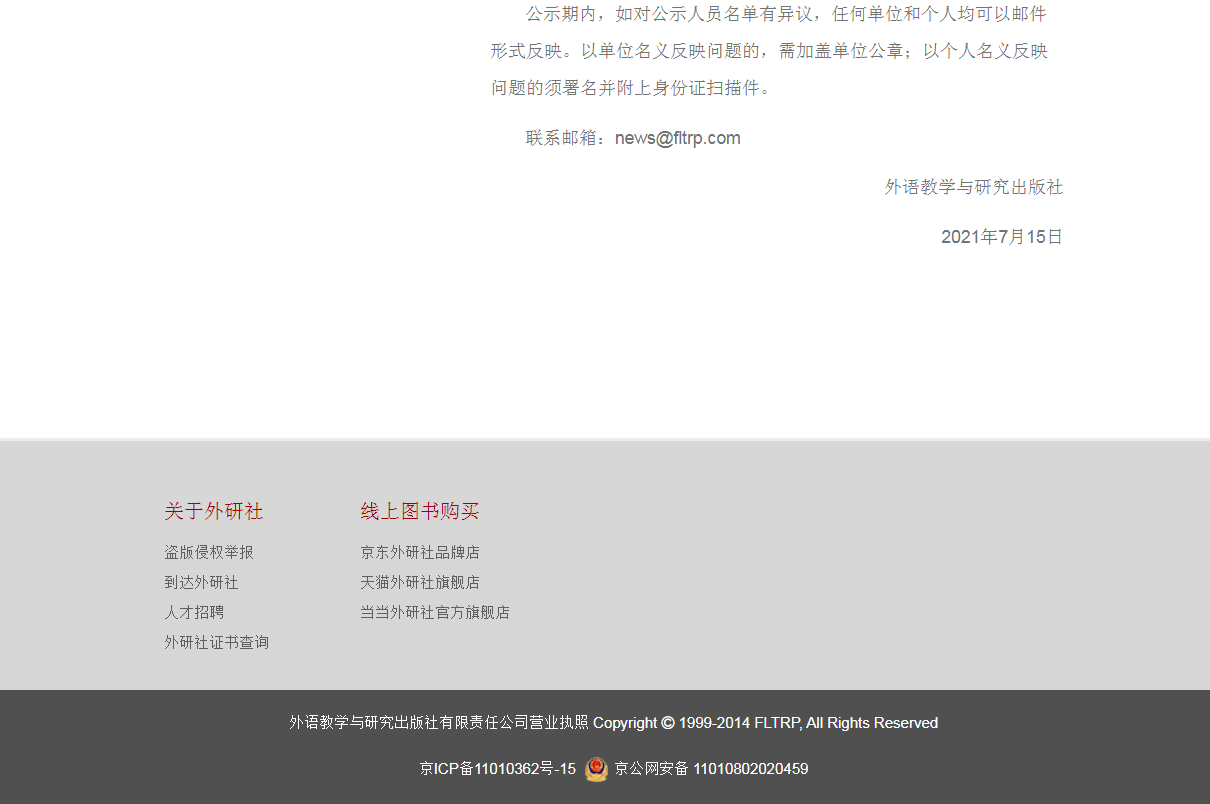 公示期内，如对公示人员名单有异议，任何单位和个人均可以邮件
形式反映。以单位名义反映问题的，需加盖单位公章；以个人名义反映
问题的须署名并附上身份证扫描件。
联系邮箱：news@fltrp.com
外语教学与研究出版社
2021年7月15日
关于外研社
盗版侵权举报
到达外研社
人才招聘
外研社证书查询
线上图书购买
京东外研社品牌店
天猫外研社旗舰店
当当外研社官方旗舰店
外语教学与研究出版社有限责任公司营业执照 Copyright © 1999-2014 FLTRP, All Rights Reserved
京ICP备11010362号-15 京公网安备 11010802020459